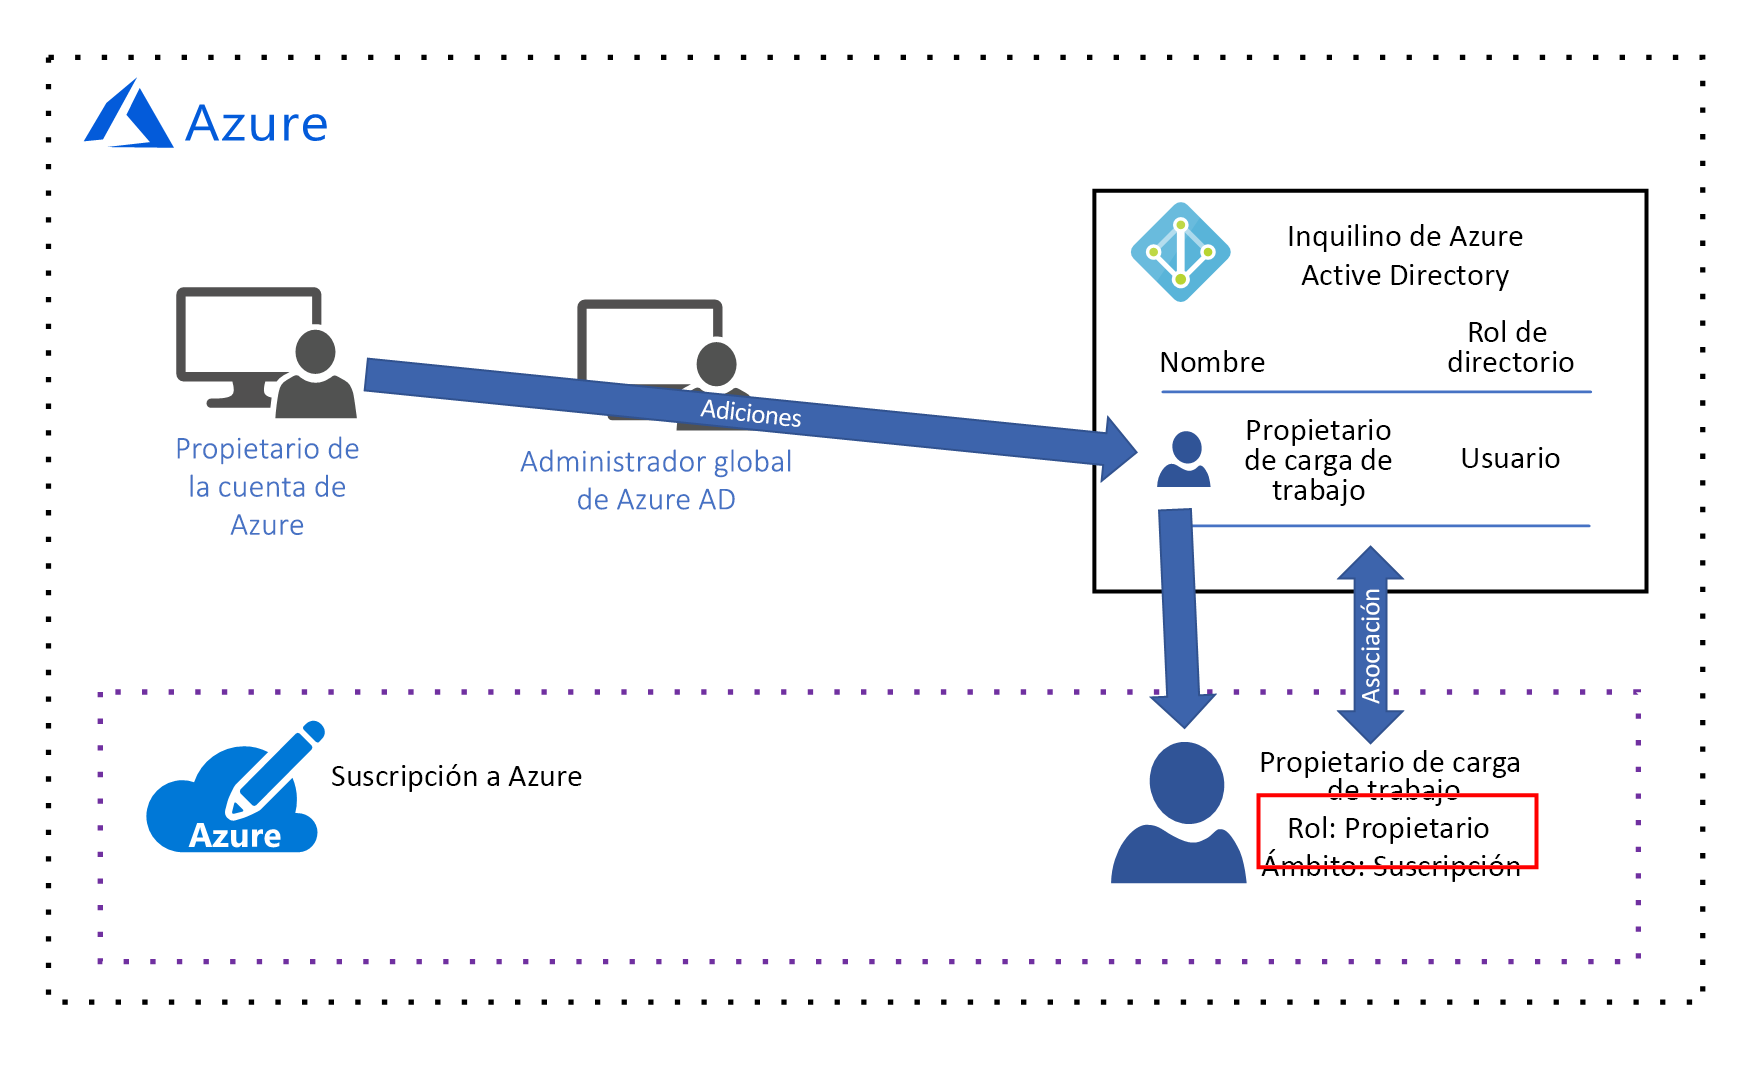 Azure
Inquilino de Azure
Active Directory
Nombre
Rol de
directorio
Propietario
de carga de
trabajo
Usuario
Adiciones
Propietario de
la cuenta de
Azure
Administrador global
de Azure AD
Asociación
Azure
Suscripción a Azure
Propietario de carga
de trabajo
Rol: Propietario
Ámbito: Suscripción